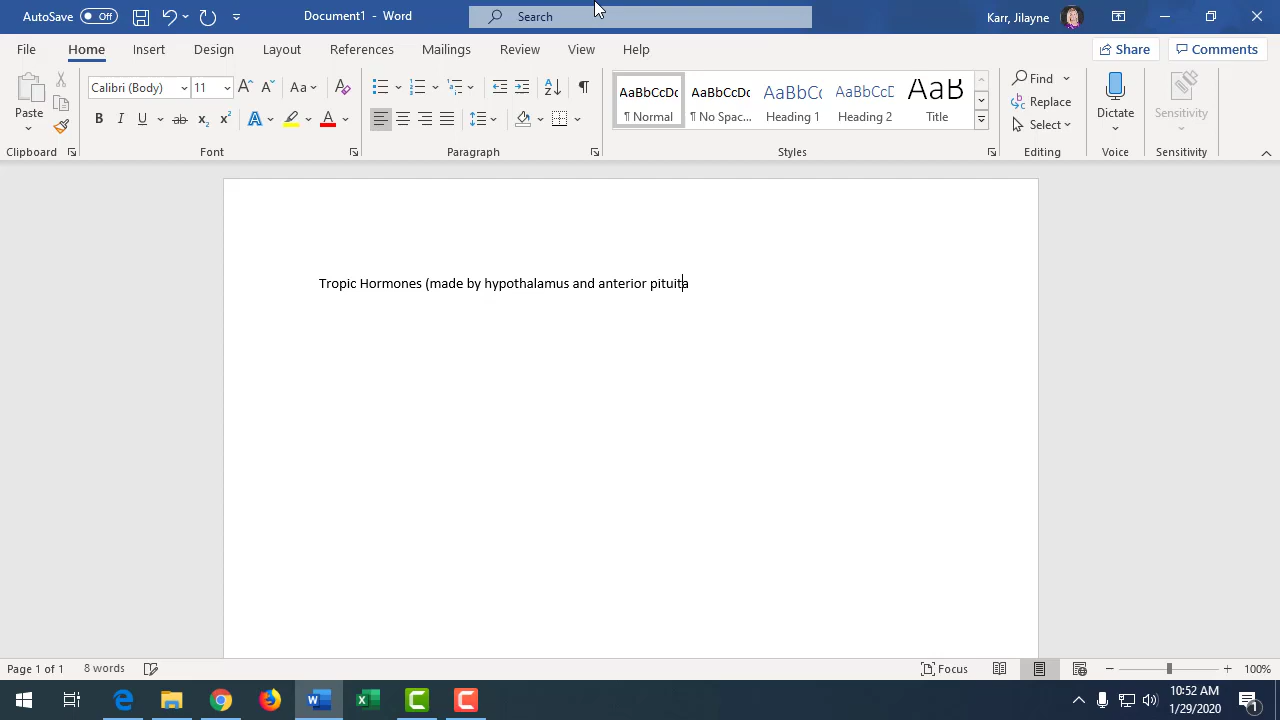 AutoSave Off Document1 - Word Search Karr, Jilayne
File Home Insert Design Layout References Mailings Review View Help Share Comments
Paste Calibri (Body) 11 Aa AaBbCcDc AaBbCcDc AaBbCc AaBbCcD AaB Find Replace Select Dictate Sensitivity
¶ Normal ¶ No Spac... Heading 1 Heading 2 Title
Clipboard Font Paragraph Styles Editing Voice Sensitivity
Tropic Hormones (made by hypothalamus and anterior pituita
Page 1 of 1 8 words Focus 100%
10:52 AM
1/29/2020
1